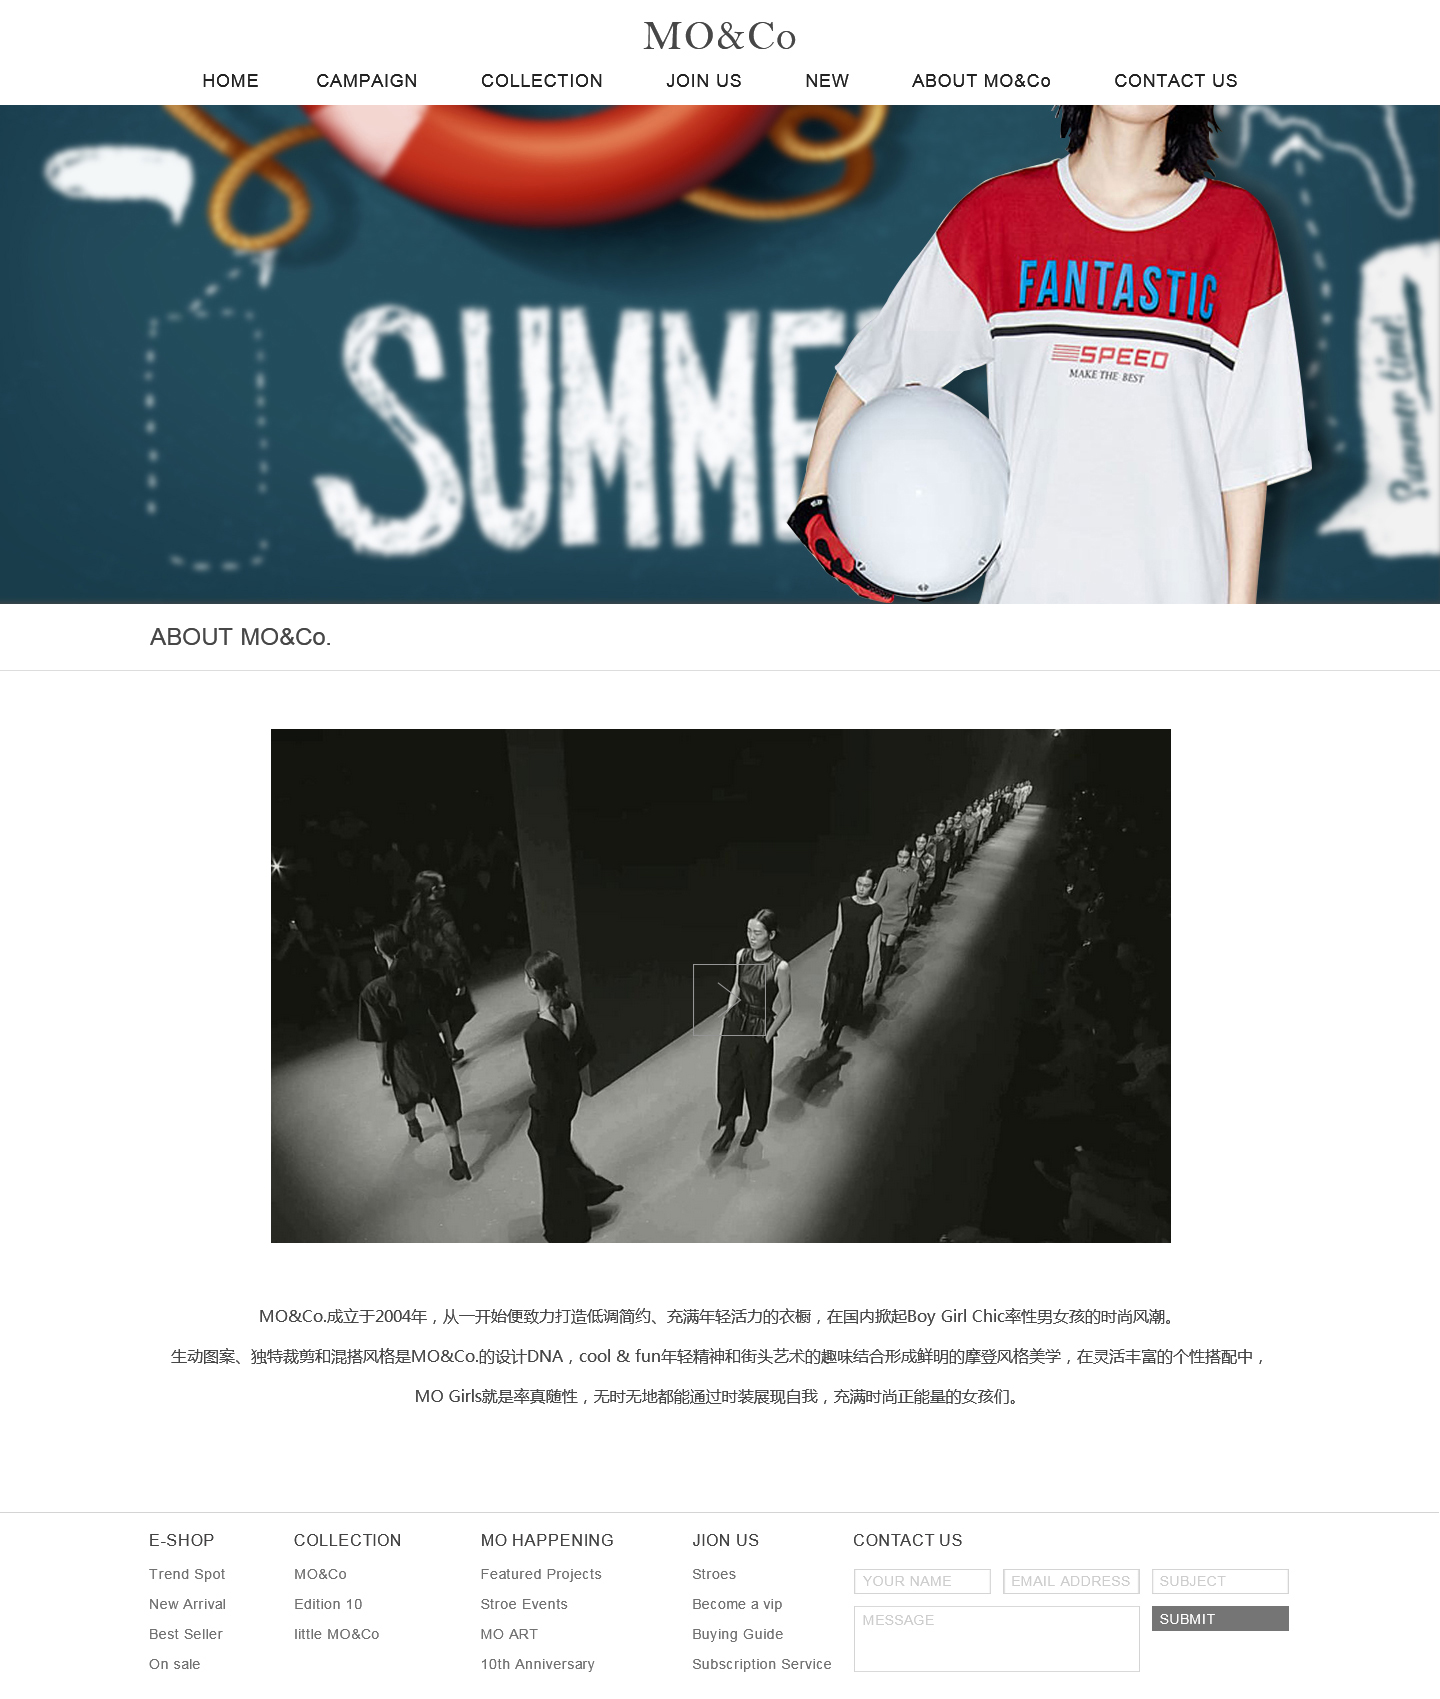 MO&Co
HOME CAMPAIGN COLLECTION JOIN US NEW ABOUT MO&Co CONTACT US
SUMME
FANTASTIC
SPEED
MAKE THE BEST
Summer time!
ABOUT MO&Co.
MO&Co.成立于2004年，从一开始便致力打造低调简约、充满年轻活力的衣橱，在国内掀起Boy Girl Chic率性男女孩的时尚风潮。
生动图案、独特裁剪和混搭风格是MO&Co.的设计DNA，cool & fun年轻精神和街头艺术的趣味结合形成鲜明的摩登风格美学，在灵活丰富的个性搭配中，
MO Girls就是率真随性，无时无地都能通过时装展现自我，充满时尚正能量的女孩们。
E-SHOP COLLECTION MO HAPPENING JION US CONTACT US
Trend Spot MO&Co Featured Projects Stroes YOUR NAME EMAIL ADDRESS SUBJECT
New Arrival Edition 10 Stroe Events Become a vip MESSAGE SUBMIT
Best Seller little MO&Co MO ART Buying Guide
On sale 10th Anniversary Subscription Service